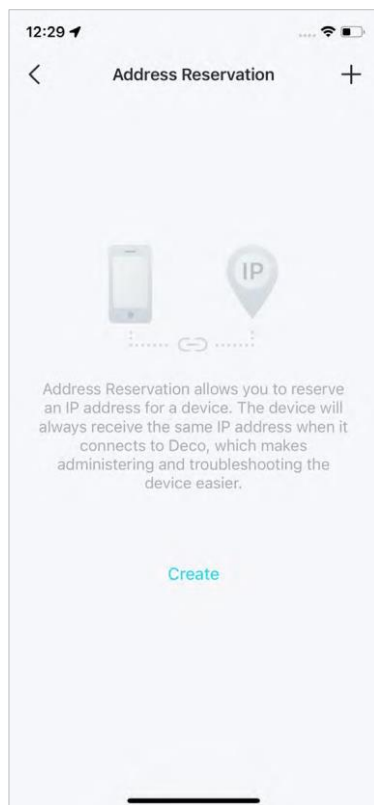 12:29
Address Reservation
IP
Address Reservation allows you to reserve
an IP address for a device. The device will
always receive the same IP address when it
connects to Deco, which makes
administering and troubleshooting the
device easier.
Create